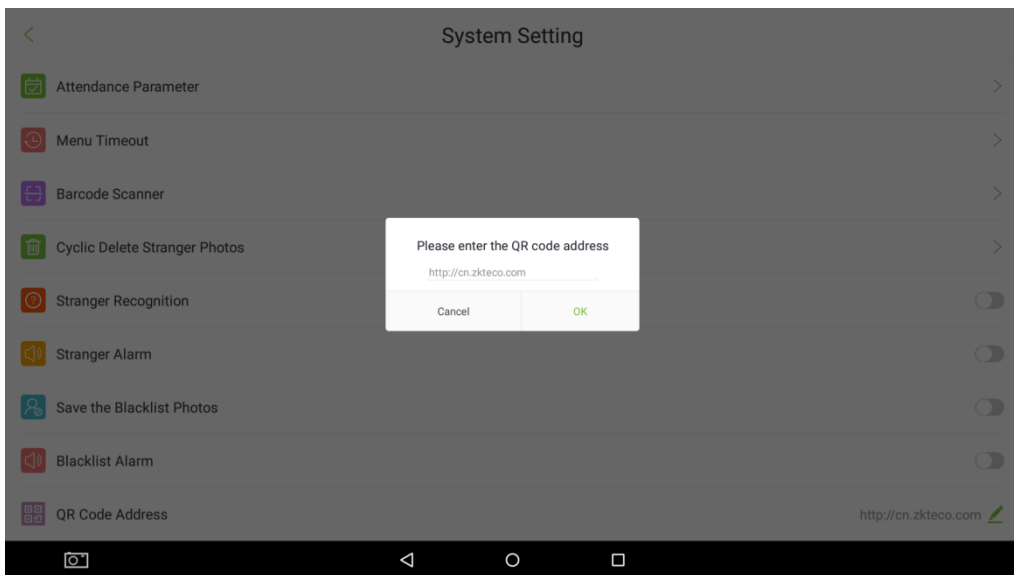 System Setting
Attendance Parameter
Menu Timeout
Barcode Scanner
Cyclic Delete Stranger Photos
Please enter the QR code address
http://cn.zkteco.com
Cancel OK
Stranger Recognition
Stranger Alarm
Save the Blacklist Photos
Blacklist Alarm
QR Code Address http://cn.zkteco.com